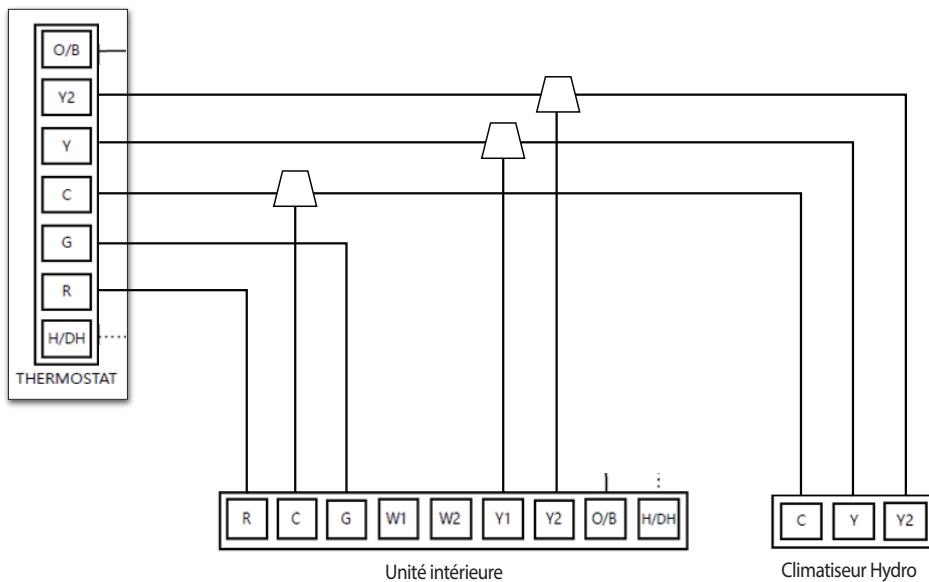 O/B
Y2
Y
C
G
R
H/DH
THERMOSTAT
R C G W1 W2 Y1 Y2 O/B H/DH
Unité intérieure
C Y Y2
Climatiseur Hydro